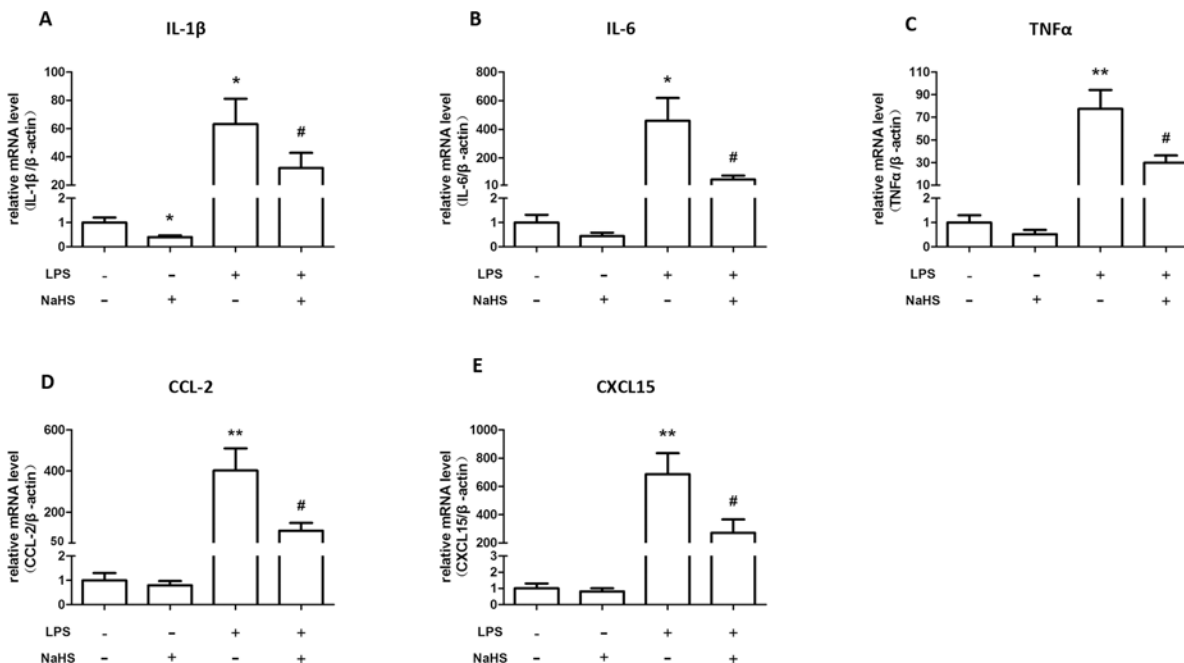 A
IL-1β
relative mRNA level
(IL-1β/β-actin)
100
80
60
40
20
2
1
0
*
*
#
LPS - - + +
NaHS - + - +
B
IL-6
relative mRNA level
(IL-6/β-actin)
800
600
400
200
10
2
1
0
*
#
LPS - - + +
NaHS - + - +
C
TNFα
relative mRNA level
(TNFα/β-actin)
110
90
70
50
30
10
2
1
0
**
#
LPS - - + +
NaHS - + - +
D
CCL-2
relative mRNA level
(CCL-2/β-actin)
600
400
200
50
2
1
0
**
#
LPS - - + +
NaHS - + - +
E
CXCL15
relative mRNA level
(CXCL15/β-actin)
1000
800
600
400
200
3
2
1
0
**
#
LPS - - + +
NaHS - + - +